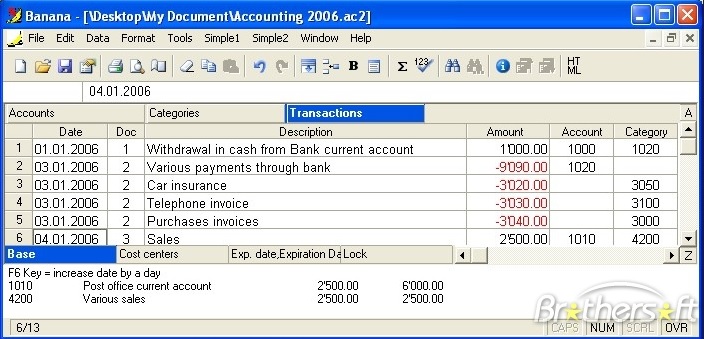 Banana - [\Desktop\My Document\Accounting 2006.ac2]
File Edit Data Format Tools Simple1 Simple2 Window Help
B Σ 123 HT ML
04.01.2006
Accounts Categories Transactions A
Date Doc Description Amount Account Category
1 01.01.2006 1 Withdrawal in cash from Bank current account 1'000.00 1000 1020
2 03.01.2006 2 Various payments through bank -9'090.00 1020
3 03.01.2006 2 Car insurance -3'020.00 3050
4 03.01.2006 2 Telephone invoice -3'030.00 3100
5 03.01.2006 2 Purchases invoices -3'040.00 3000
6 04.01.2006 3 Sales 2'500.00 1010 4200
Base Cost centers Exp. date,Expiration Da Lock Z
F6 Key = increase date by a day
1010 Post office current account 2'500.00 6'000.00
4200 Various sales 2'500.00 2'500.00
Brothersoft
6/13 CAPS NUM SCRL OVR